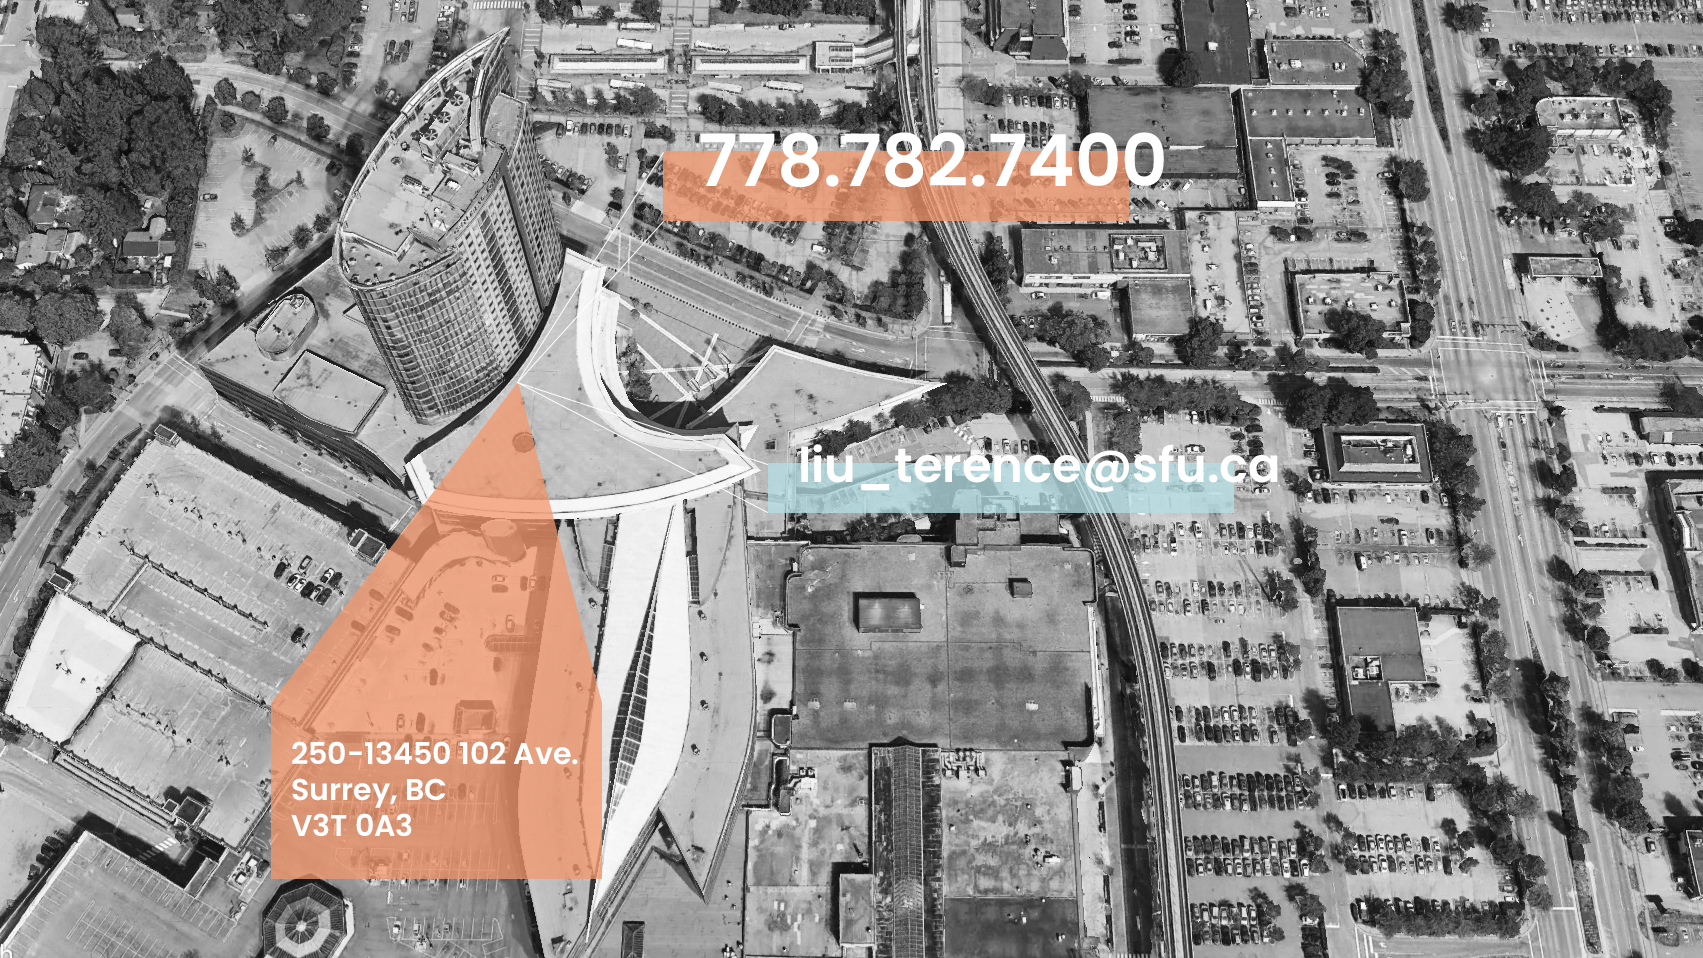 778.782.7400
liu_terence@sfu.ca
250-13450 102 Ave.
Surrey, BC
V3T 0A3